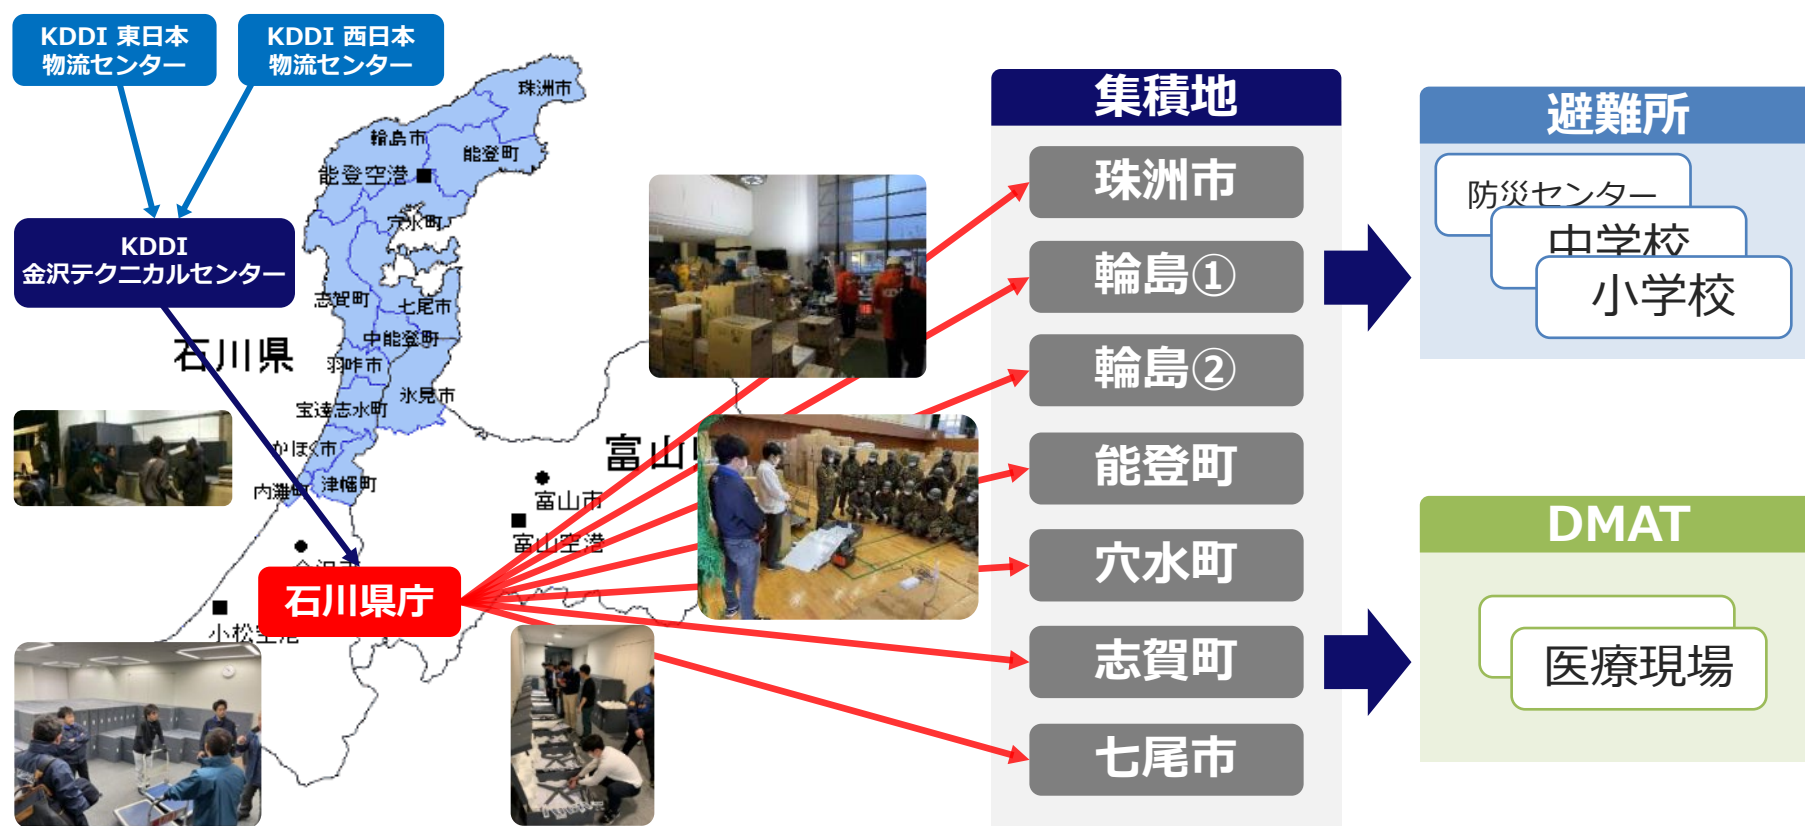 KDDI 東日本
物流センター
KDDI 西日本
物流センター
KDDI
金沢テクニカルセンター
珠洲市
輪島市
能登町
能登空港
穴水町
志賀町
七尾市
中能登町
石川県
羽咋市
氷見市
宝達志水町
かほく市
津幡町
内灘町
富山
富山市
富山空港
石川県庁
小松空港
集積地
珠洲市
輪島①
輪島②
能登町
穴水町
志賀町
七尾市
避難所
防災センター
中学校
小学校
DMAT
医療現場